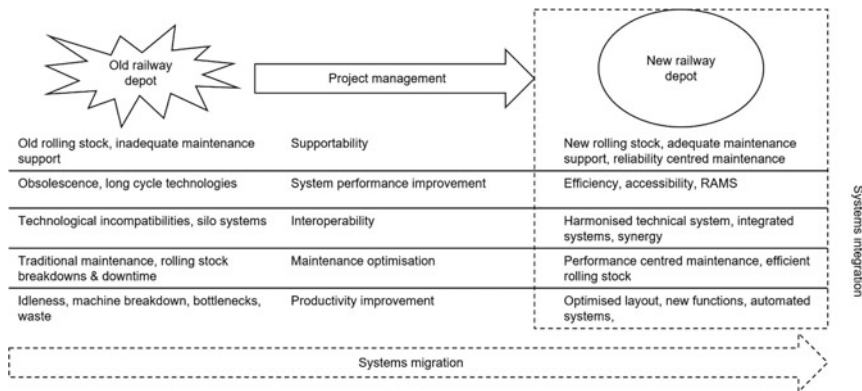 Old railway
depot
Project management
New railway
depot
Old rolling stock, inadequate maintenance
support
Supportability
New rolling stock, adequate maintenance
support, reliability centred maintenance
Obsolescence, long cycle technologies
System performance improvement
Efficiency, accessibility, RAMS
Technological incompatibilities, silo systems
Interoperability
Harmonised technical system, integrated
systems, synergy
Traditional maintenance, rolling stock
breakdowns & downtime
Maintenance optimisation
Performance centred maintenance, efficient
rolling stock
Idleness, machine breakdown, bottlenecks,
waste
Productivity improvement
Optimised layout, new functions, automated
systems,
Systems integration
Systems migration